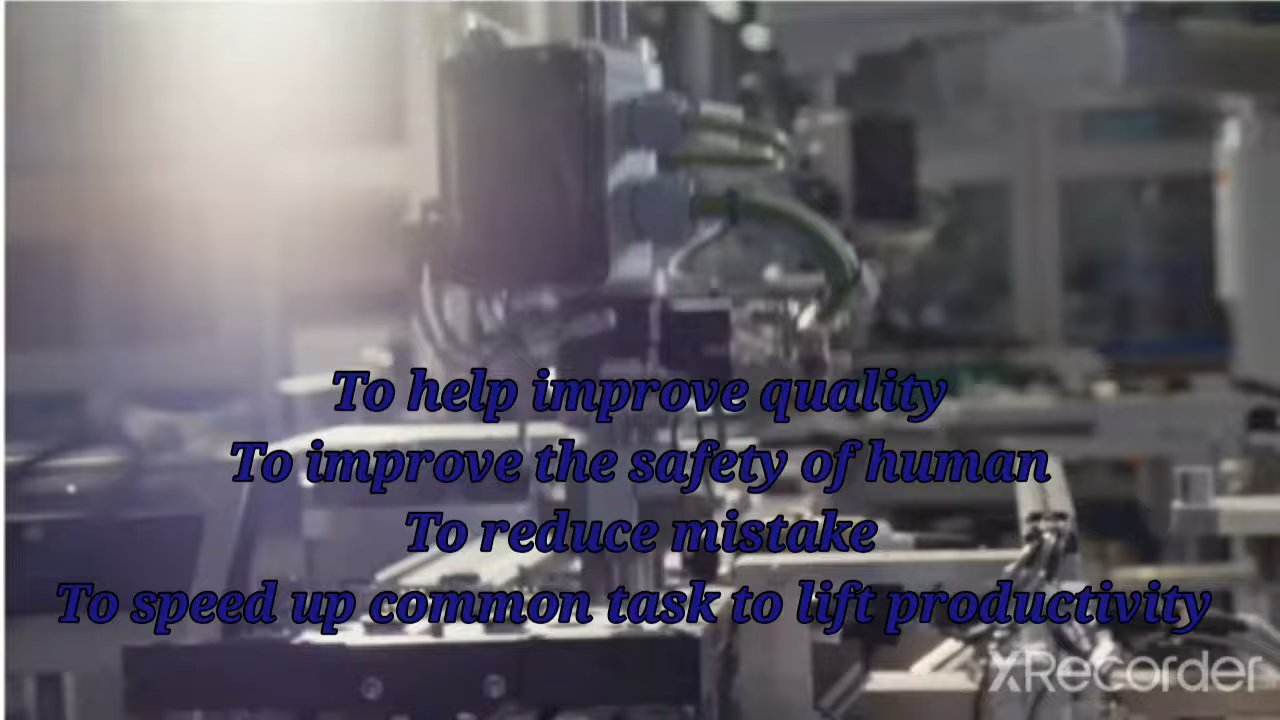 To help improve quality
To improve the safety of human
To reduce mistake
To speed up common task to lift productivity
XRecorder